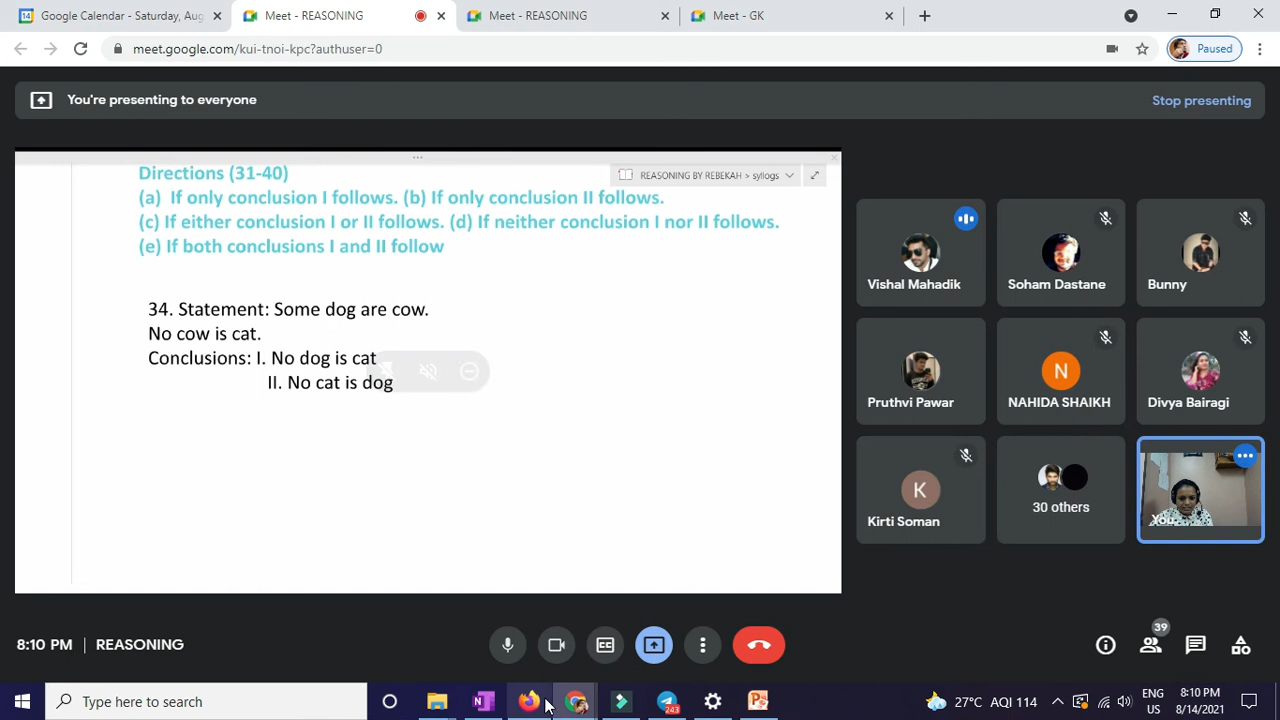 Google Calendar - Saturday, Aug
Meet - REASONING
Meet - REASONING
Meet - GK
meet.google.com/kui-tnoi-kpc?authuser=0
Paused
You're presenting to everyone
Stop presenting
Directions (31-40)
REASONING BY REBEKAH > syllogs
(a) If only conclusion I follows. (b) If only conclusion II follows.
(c) If either conclusion I or II follows. (d) If neither conclusion I nor II follows.
(e) If both conclusions I and II follow
34. Statement: Some dog are cow.
No cow is cat.
Conclusions: I. No dog is cat
II. No cat is dog
Vishal Mahadik
Soham Dastane
Bunny
Pruthvi Pawar
N
NAHIDA SHAIKH
Divya Bairagi
K
Kirti Soman
30 others
You
8:10 PM | REASONING
CC
39
Type here to search
N
243
27°C AQI 114
ENG
US
8:10 PM
8/14/2021